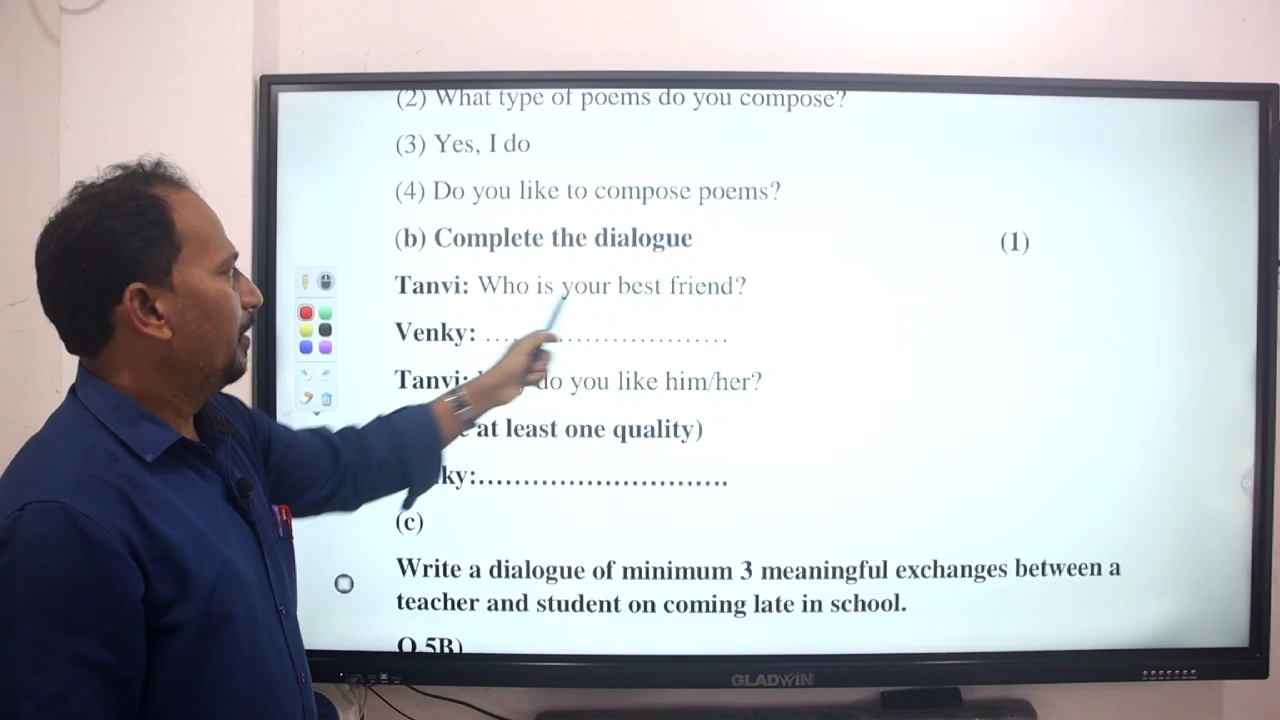 (2) What type of poems do you compose?
(3) Yes, I do
(4) Do you like to compose poems?
(b) Complete the dialogue (1)
Tanvi: Who is your best friend?
Venky: ...........................
Tanvi: do you like him/her?
at least one quality)
ky:............................
(c)
Write a dialogue of minimum 3 meaningful exchanges between a
teacher and student on coming late in school.
Q.5B)
GLADWIN